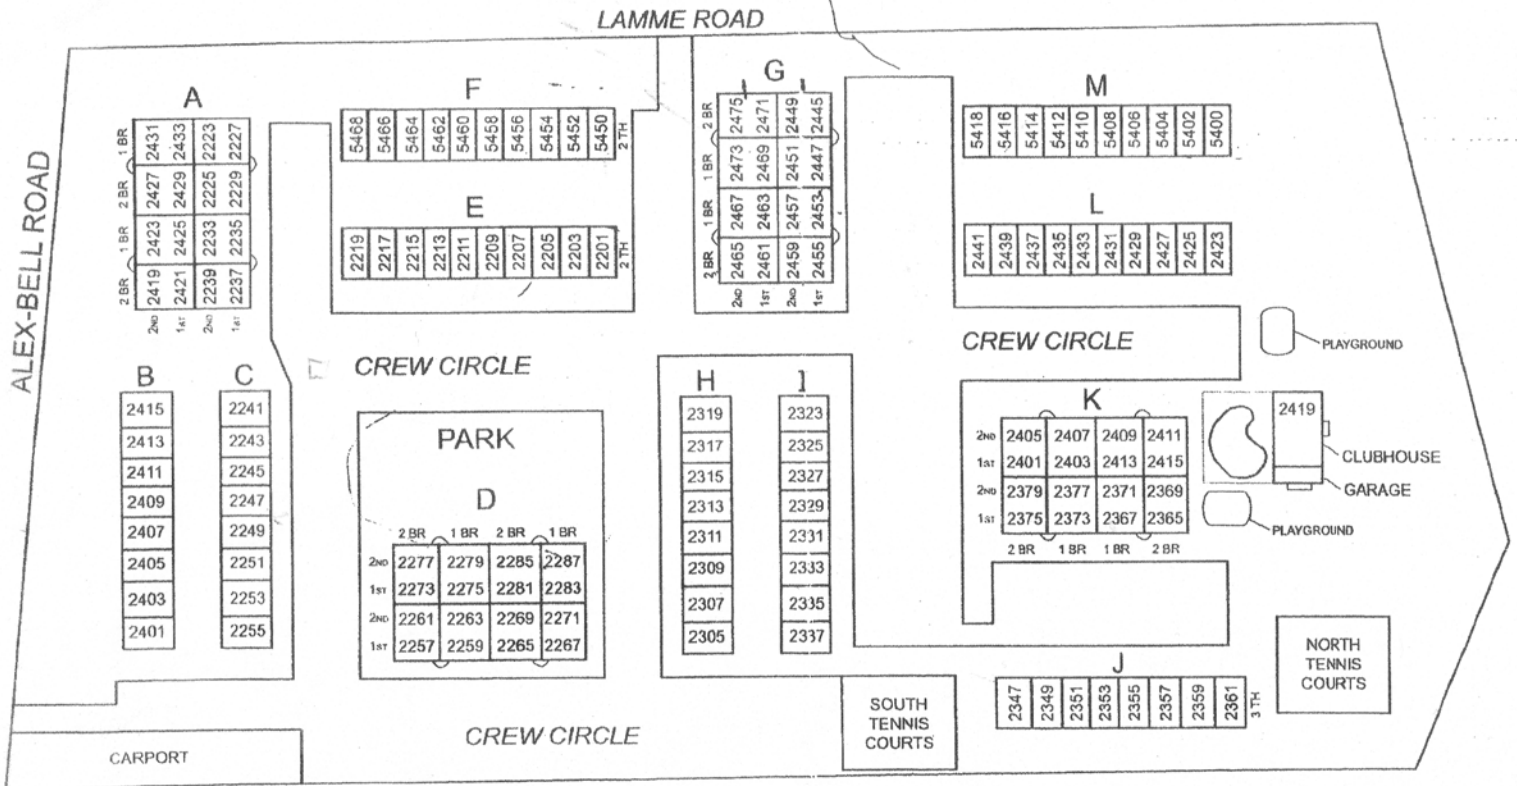 LAMME ROAD
ALEX-BELL ROAD
A
1 BR 2431 2433 2223 2227
2 BR 2427 2429 2225 2229
1 BR 2423 2425 2233 2235
2 BR 2419 2421 2239 2237
2ND 1ST 2ND 1ST
F
5468 5466 5464 5462 5460 5458 5456 5454 5452 5450 2 TH
E
2219 2217 2215 2213 2211 2209 2207 2205 2203 2201 2 TH
G
2 BR 2475 2471 2449 2445
1 BR 2473 2469 2451 2447
1 BR 2467 2463 2457 2453
2 BR 2465 2461 2459 2455
2ND 1ST 2ND 1ST
M
5418 5416 5414 5412 5410 5408 5406 5404 5402 5400
L
2441 2439 2437 2435 2433 2431 2429 2427 2425 2423
CREW CIRCLE
CREW CIRCLE
PLAYGROUND
B
2415
2413
2411
2409
2407
2405
2403
2401
C
2241
2243
2245
2247
2249
2251
2253
2255
PARK
D
2 BR 1 BR 2 BR 1 BR
2ND 2277 2279 2285 2287
1ST 2273 2275 2281 2283
2ND 2261 2263 2269 2271
1ST 2257 2259 2265 2267
H
2319
2317
2315
2313
2311
2309
2307
2305
I
2323
2325
2327
2329
2331
2333
2335
2337
K
2ND 2405 2407 2409 2411
1ST 2401 2403 2413 2415
2ND 2379 2377 2371 2369
1ST 2375 2373 2367 2365
2 BR 1 BR 1 BR 2 BR
2419
CLUBHOUSE
GARAGE
PLAYGROUND
J
2347 2349 2351 2353 2355 2357 2359 2361 3 TH
NORTH
TENNIS
COURTS
SOUTH
TENNIS
COURTS
CREW CIRCLE
CARPORT